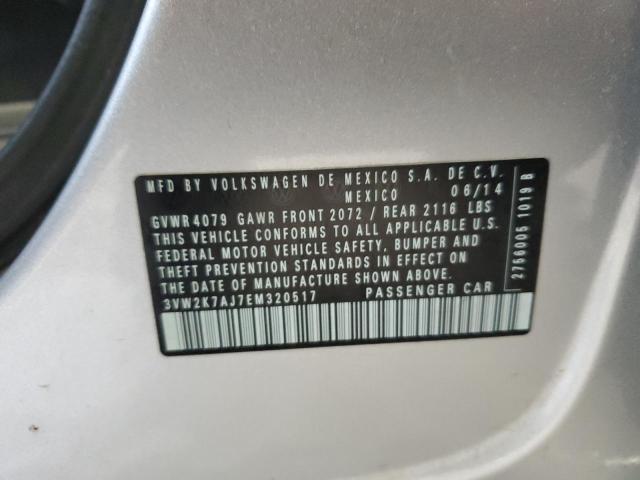 MFD BY VOLKSWAGEN DE MEXICO S.A. DE C.V.
MEXICO 06/14
GVWR 4079 GAWR FRONT 2072 / REAR 2116 LBS
THIS VEHICLE CONFORMS TO ALL APPLICABLE U.S.
FEDERAL MOTOR VEHICLE SAFETY, BUMPER AND
THEFT PREVENTION STANDARDS IN EFFECT ON
THE DATE OF MANUFACTURE SHOWN ABOVE.
3VW2K7AJ7EM320517 PASSENGER CAR
2756005 1019 B